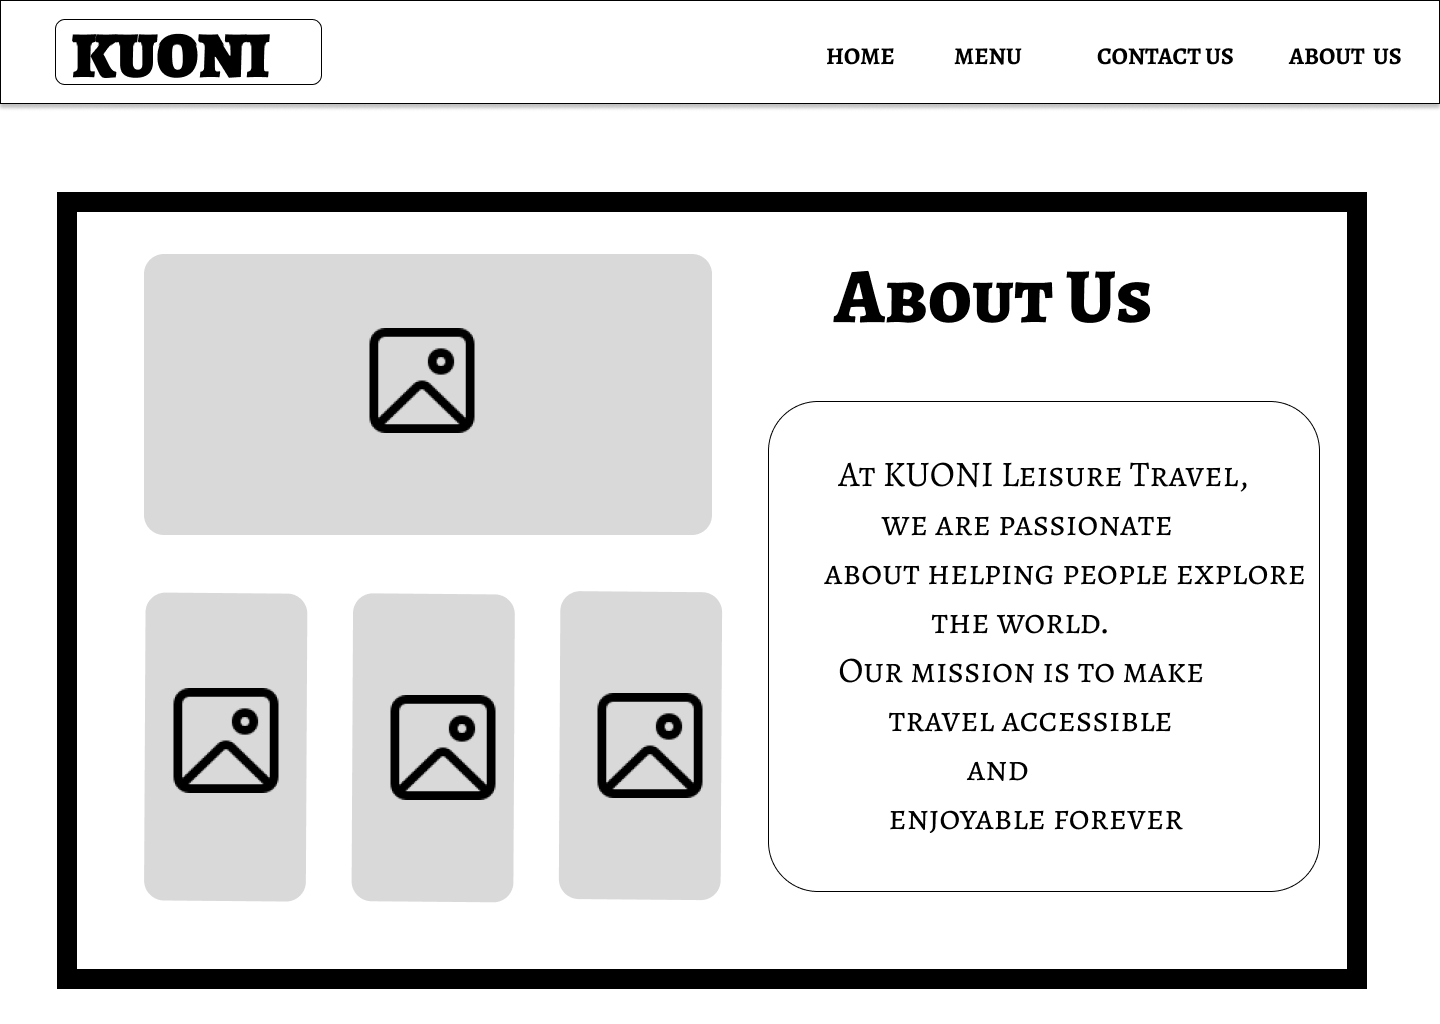 KUONI
HOME MENU CONTACT US ABOUT US
About Us
At KUONI Leisure Travel,
we are passionate
about helping people explore
the world.
Our mission is to make
travel accessible
and
enjoyable forever